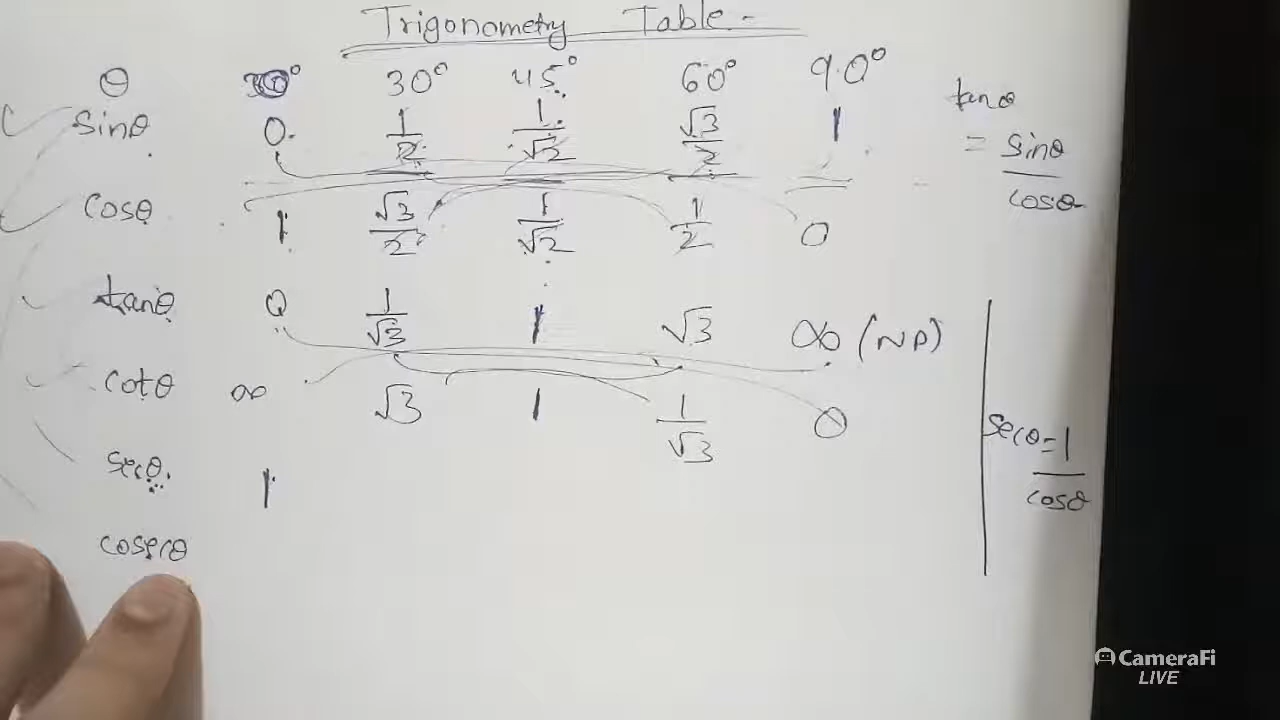 Trigonometry Table -
θ 0° 30° 45° 60° 90°
sinθ 0 1/2 1/√2 √3/2 1
cosθ 1 √3/2 1/√2 1/2 0
tanθ 0 1/√3 1 √3 ∞ (ND)
cotθ ∞ √3 1 1/√3 0
secθ 1
cosecθ
tanθ
= sinθ/cosθ
secθ = 1/cosθ
CameraFi
LIVE